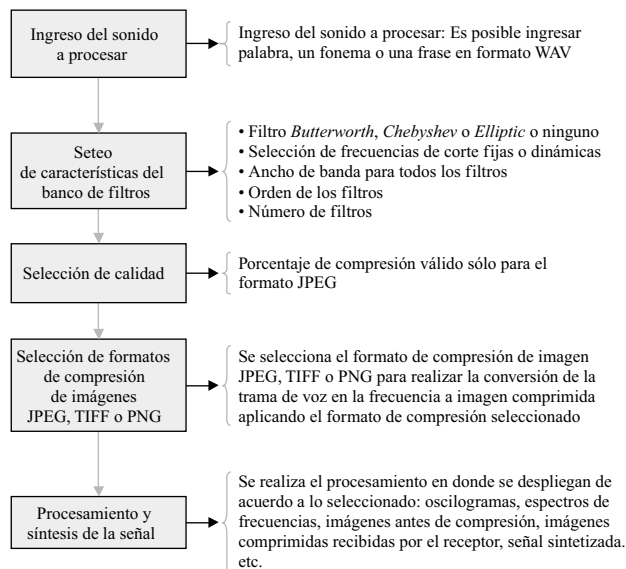 Ingreso del sonido
a procesar
Ingreso del sonido a procesar: Es posible ingresar
palabra, un fonema o una frase en formato WAV
Seteo
de características del
banco de filtros
• Filtro Butterworth, Chebyshev o Elliptic o ninguno
• Selección de frecuencias de corte fijas o dinámicas
• Ancho de banda para todos los filtros
• Orden de los filtros
• Número de filtros
Selección de calidad
Porcentaje de compresión válido sólo para el
formato JPEG
Selección de formatos
de compresión
de imágenes
JPEG, TIFF o PNG
Se selecciona el formato de compresión de imagen
JPEG, TIFF o PNG para realizar la conversión de la
trama de voz en la frecuencia a imagen comprimida
aplicando el formato de compresión seleccionado
Procesamiento y
síntesis de la señal
Se realiza el procesamiento en donde se despliegan de
acuerdo a lo seleccionado: oscilogramas, espectros de
frecuencias, imágenes antes de compresión, imágenes
comprimidas recibidas por el receptor, señal sintetizada.
etc.